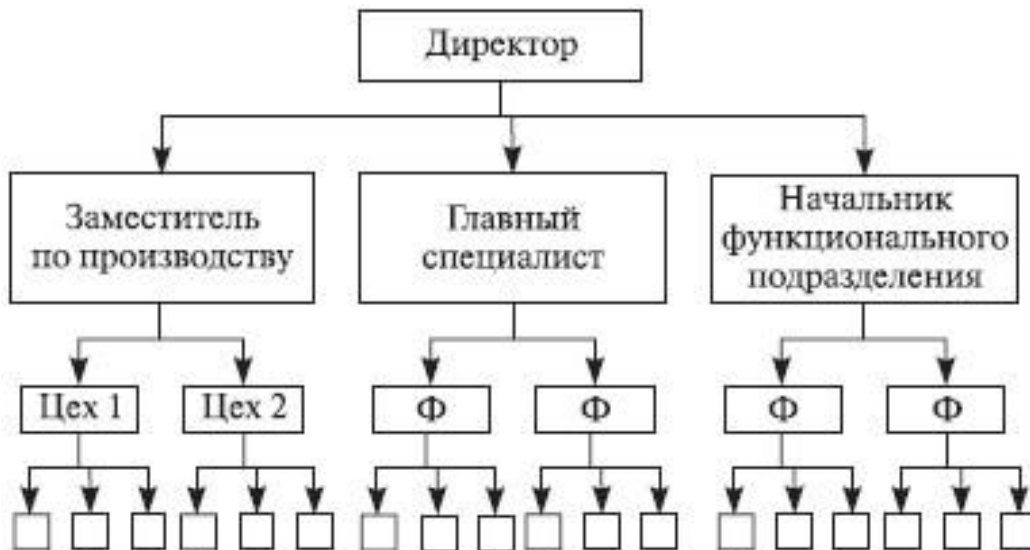 Директор
Заместитель
по производству
Главный
специалист
Начальник
функционального
подразделения
Цех 1
Цех 2
Ф
Ф
Ф
Ф